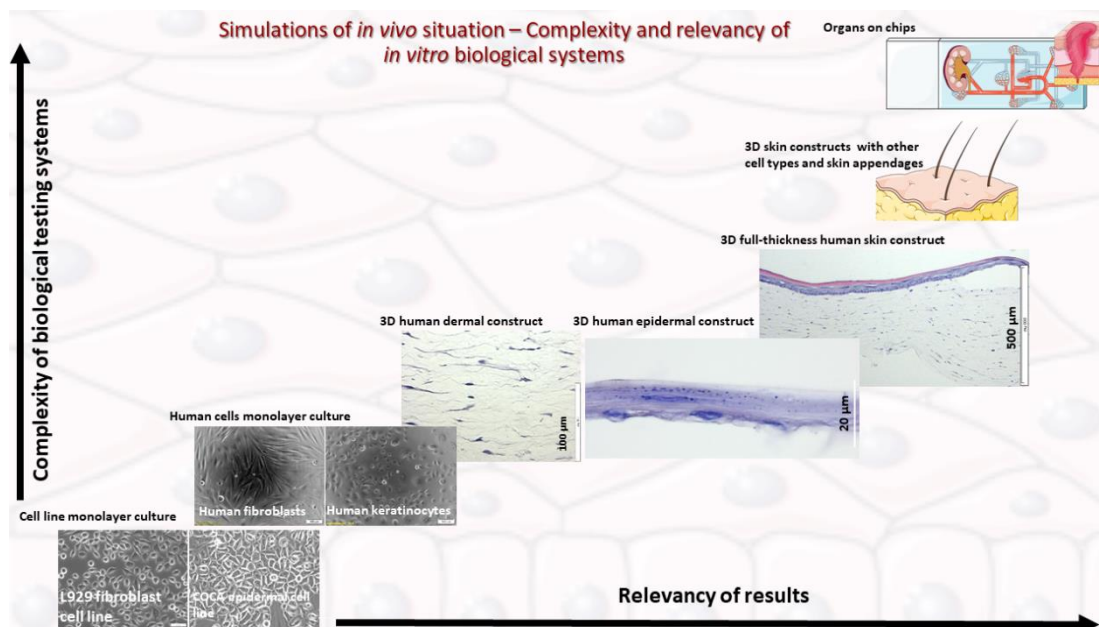 Simulations of in vivo situation – Complexity and relevancy of
in vitro biological systems
Organs on chips
Complexity of biological testing systems
3D skin constructs with other
cell types and skin appendages
3D full-thickness human skin construct
500 µm
3D human dermal construct
3D human epidermal construct
100 µm
20 µm
Human cells monolayer culture
Human fibroblasts
Human keratinocytes
Cell line monolayer culture
L929 fibroblast
cell line
epidermal cell
line
Relevancy of results